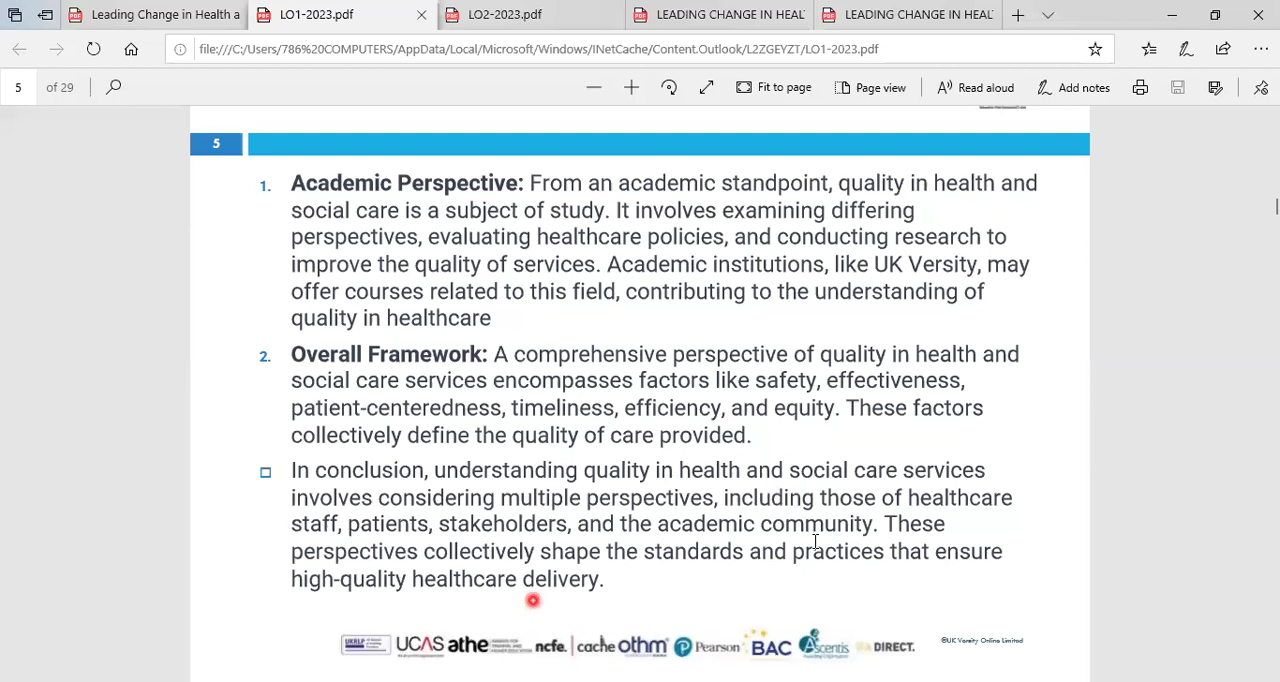 Leading Change in Health a
LO1-2023.pdf
LO2-2023.pdf
LEADING CHANGE IN HEAL
LEADING CHANGE IN HEAL
file:///C:/Users/786%20COMPUTERS/AppData/Local/Microsoft/Windows/INetCache/Content.Outlook/L2ZGEYZT/LO1-2023.pdf
5 of 29
Fit to page
Page view
Read aloud
Add notes
5
1. Academic Perspective: From an academic standpoint, quality in health and
social care is a subject of study. It involves examining differing
perspectives, evaluating healthcare policies, and conducting research to
improve the quality of services. Academic institutions, like UK Versity, may
offer courses related to this field, contributing to the understanding of
quality in healthcare
2. Overall Framework: A comprehensive perspective of quality in health and
social care services encompasses factors like safety, effectiveness,
patient-centeredness, timeliness, efficiency, and equity. These factors
collectively define the quality of care provided.
In conclusion, understanding quality in health and social care services
involves considering multiple perspectives, including those of healthcare
staff, patients, stakeholders, and the academic community. These
perspectives collectively shape the standards and practices that ensure
high-quality healthcare delivery.
UKRLP UCAS athe ncfe. cache othm Pearson BAC Ascentis DIRECT.
©UK Versity Online Limited